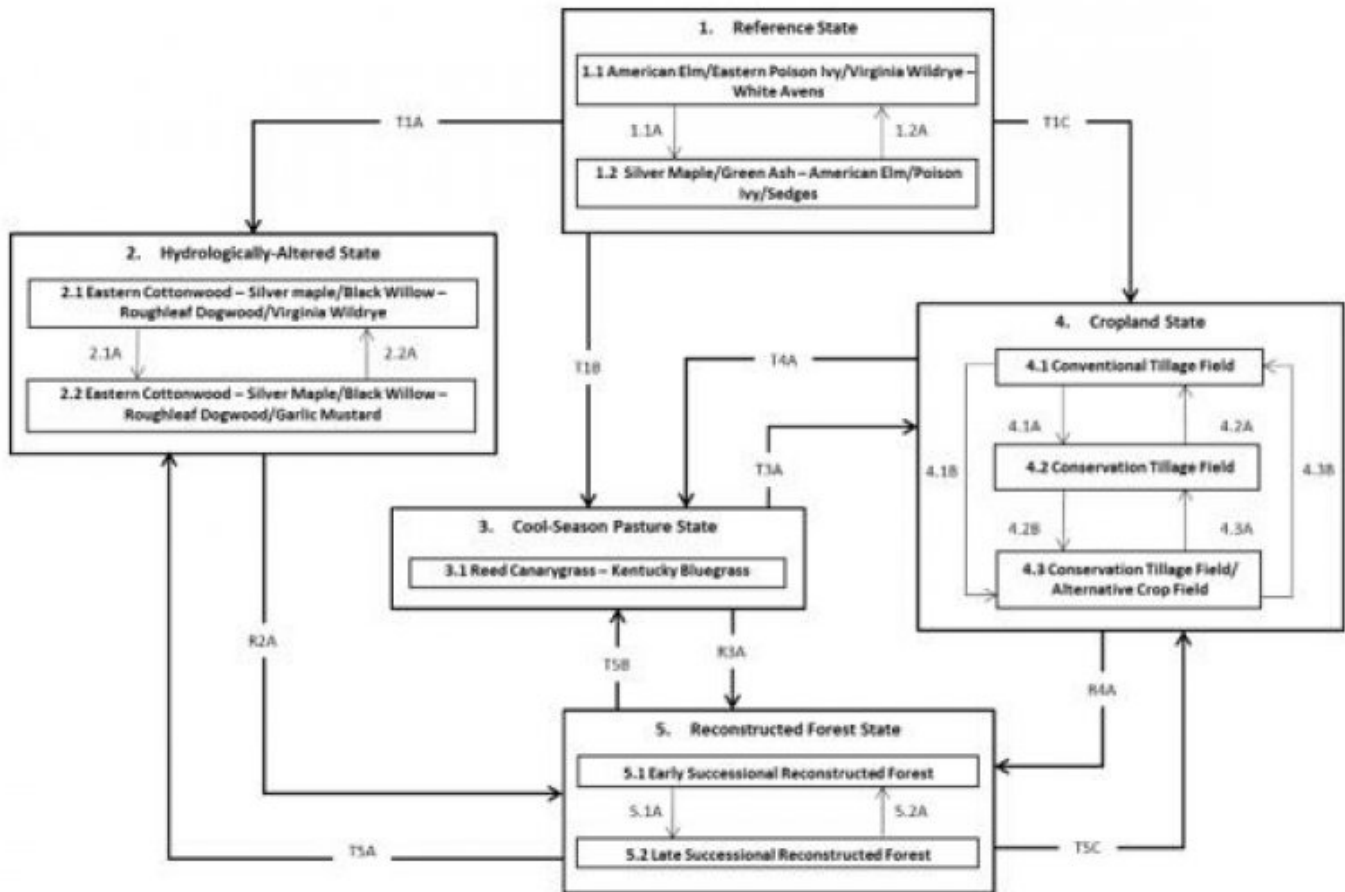 1. Reference State
1.1 American Elm/Eastern Poison Ivy/Virginia Wildrye –
White Avens
1.1A
1.2A
1.2 Silver Maple/Green Ash – American Elm/Poison
Ivy/Sedges
T1A
T1C
T1B
2. Hydrologically-Altered State
2.1 Eastern Cottonwood – Silver maple/Black Willow –
Roughleaf Dogwood/Virginia Wildrye
2.1A
2.2A
2.2 Eastern Cottonwood – Silver Maple/Black Willow –
Roughleaf Dogwood/Garlic Mustard
4. Cropland State
4.1 Conventional Tillage Field
4.1A
4.2A
4.1B
4.2 Conservation Tillage Field
4.3B
4.2B
4.3A
4.3 Conservation Tillage Field/
Alternative Crop Field
T4A
T3A
3. Cool-Season Pasture State
3.1 Reed Canarygrass – Kentucky Bluegrass
R2A
T5B
R3A
R4A
5. Reconstructed Forest State
5.1 Early Successional Reconstructed Forest
5.1A
5.2A
5.2 Late Successional Reconstructed Forest
T5A
T5C